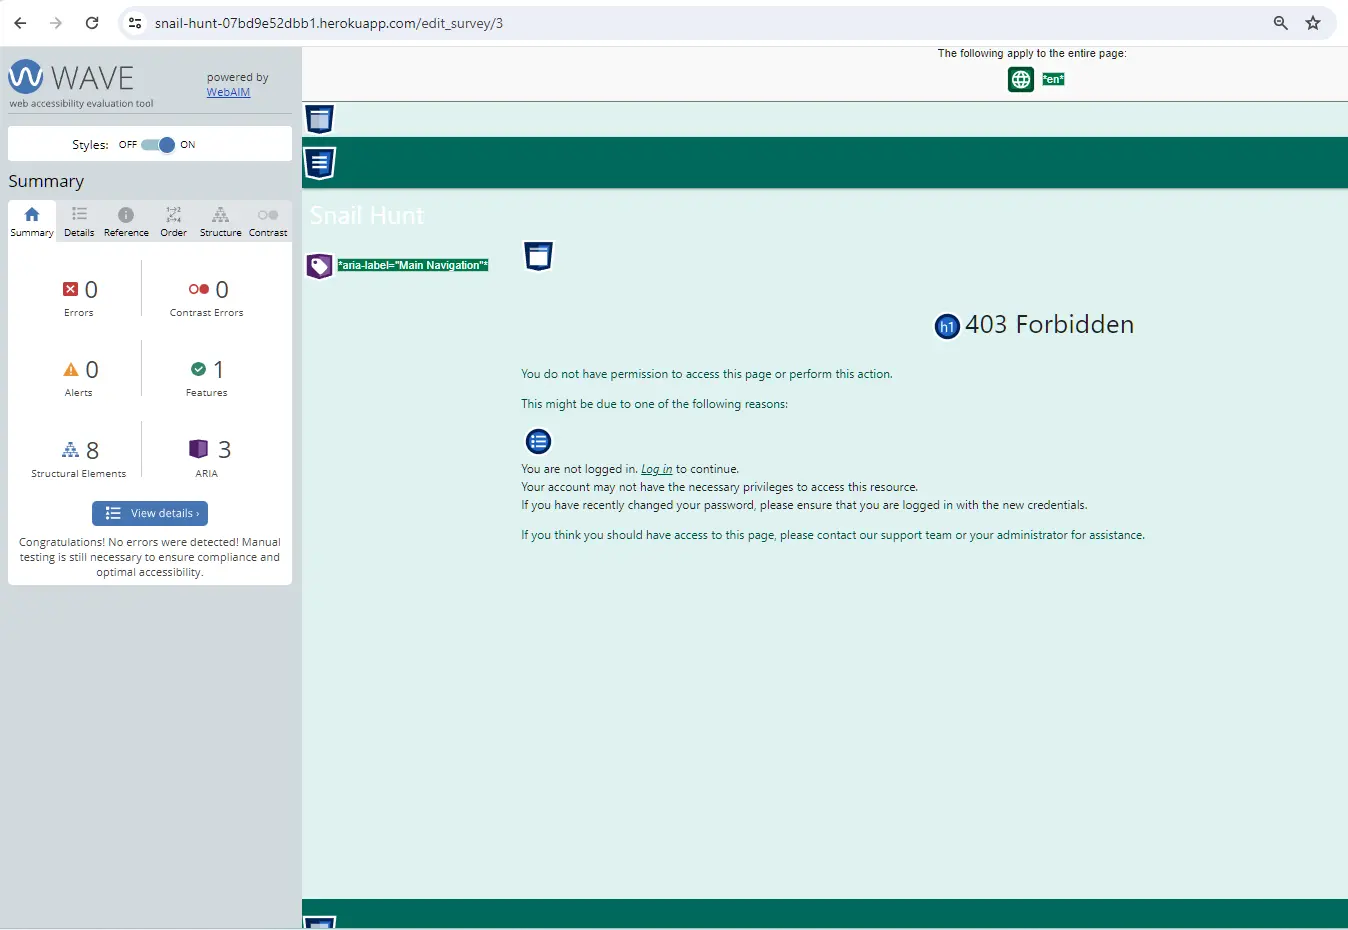 snail-hunt-07bd9e52dbb1.herokuapp.com/edit_survey/3
WAVE
web accessibility evaluation tool
powered by
WebAIM
Styles: OFF ON
Summary
Summary Details Reference Order Structure Contrast
0 0
Errors Contrast Errors
0 1
Alerts Features
8 3
Structural Elements ARIA
View details ›
Congratulations! No errors were detected! Manual
testing is still necessary to ensure compliance and
optimal accessibility.
The following apply to the entire page:
*en*
Snail Hunt
*aria-label="Main Navigation"*
h1 403 Forbidden
You do not have permission to access this page or perform this action.
This might be due to one of the following reasons:
You are not logged in. Log in to continue.
Your account may not have the necessary privileges to access this resource.
If you have recently changed your password, please ensure that you are logged in with the new credentials.
If you think you should have access to this page, please contact our support team or your administrator for assistance.